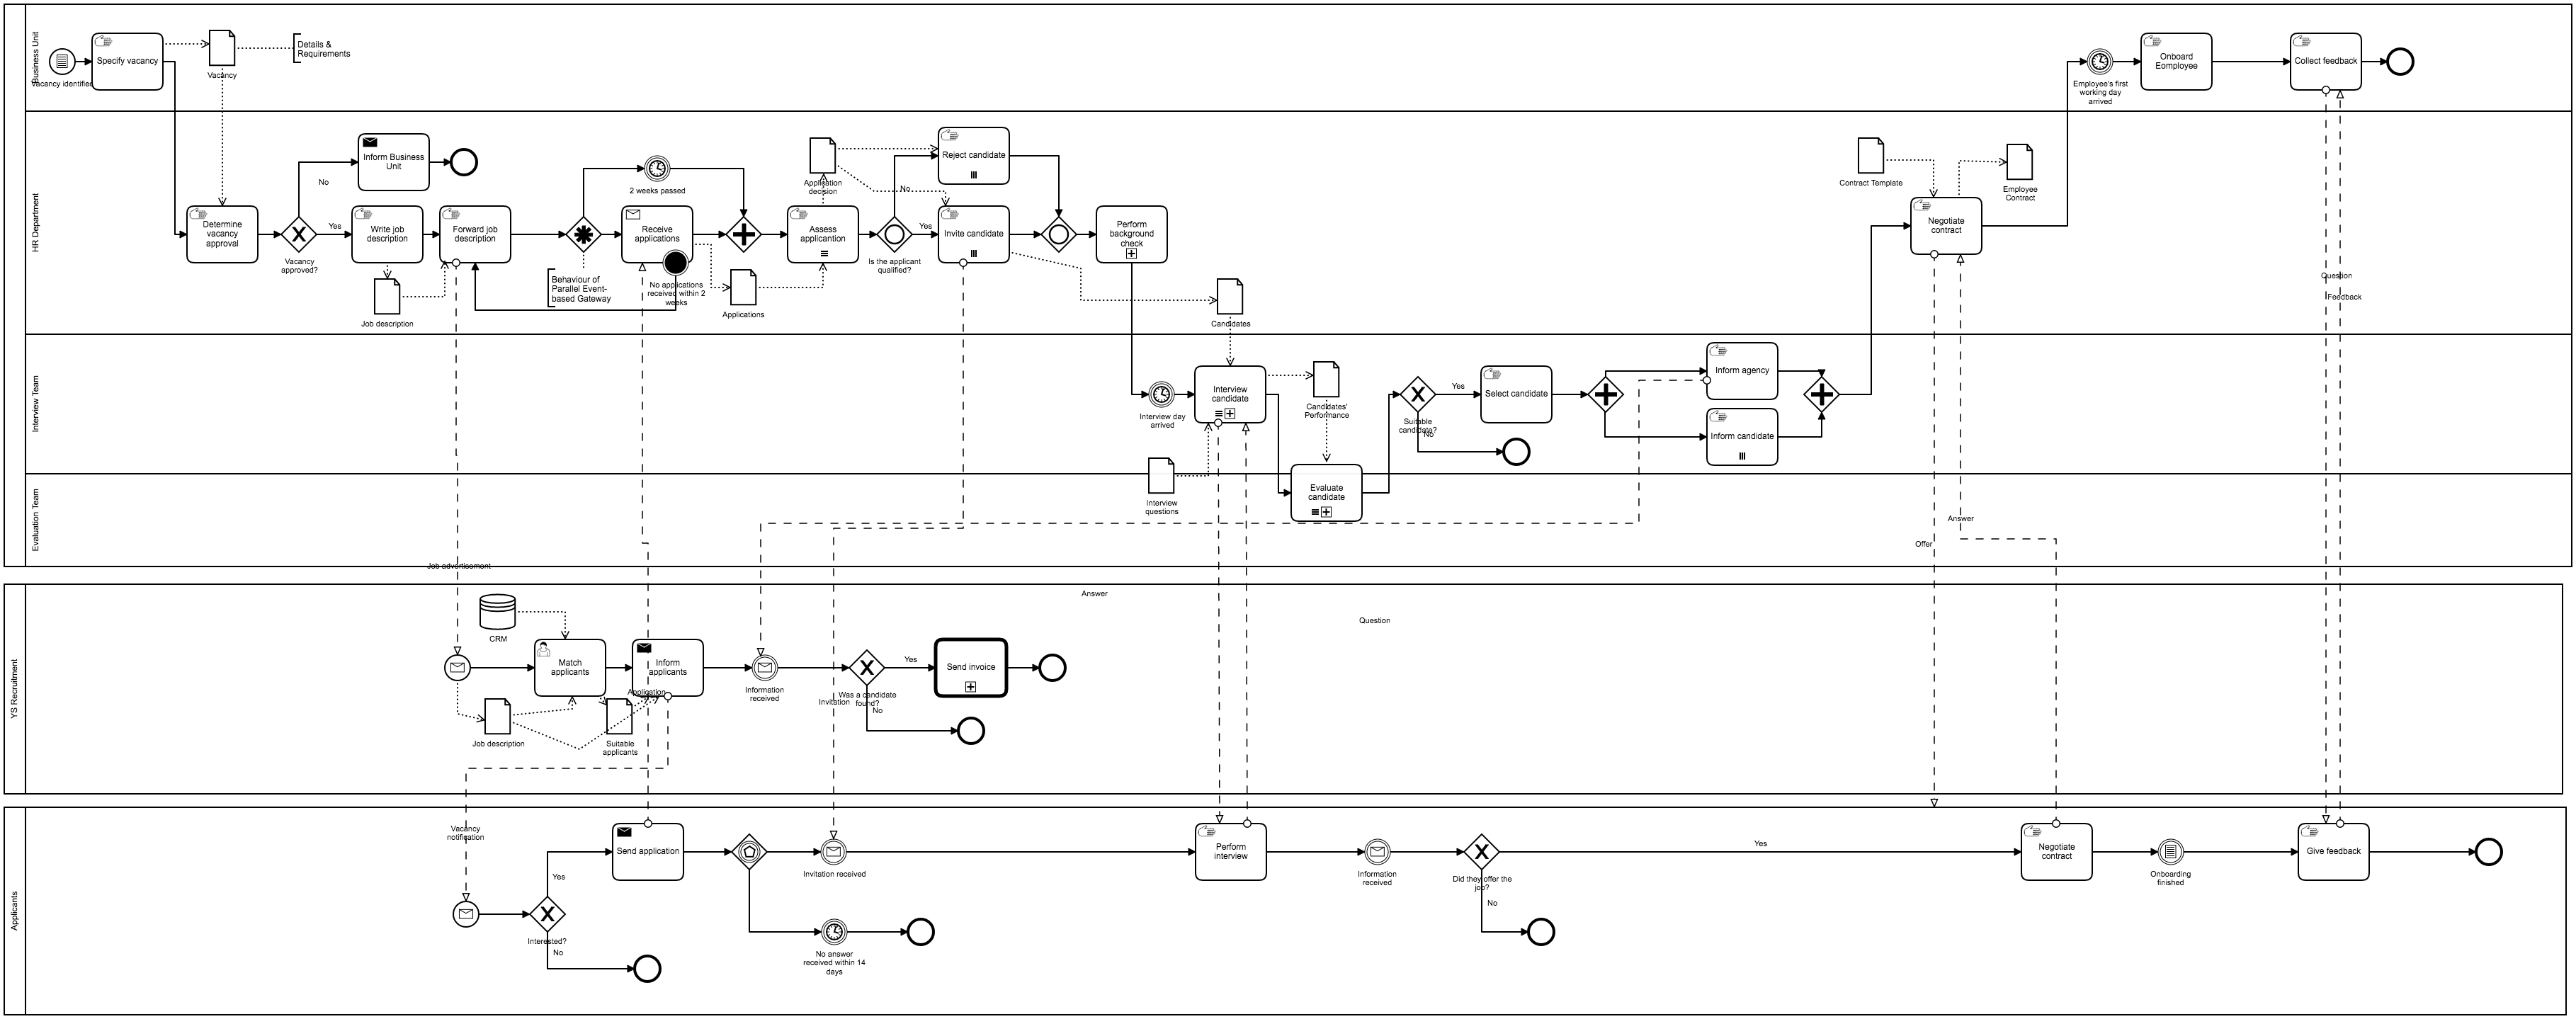 Business Unit
Vacancy identified
Specify vacancy
Vacancy
Details &
Requirements
Employee's first
working day
arrived
Onboard
Eomployee
Collect feedback
HR Department
Determine
vacancy
approval
Vacancy
approved?
No
Yes
Inform Business
Unit
Write job
description
Job description
Forward job
description
Behaviour of
Parallel Event-
based Gateway
2 weeks passed
Receive
applications
No applications
received within 2
weeks
Applications
Assess
applicantion
Application
decision
Is the applicant
qualified?
No
Yes
Reject candidate
Invite candidate
Perform
background
check
Candidates
Contract Template
Employee
Contract
Negotiate
contract
Question
Feedback
Interview Team
Interview day
arrived
Interview
candidate
Candidates'
Performance
Suitable
candidate?
No
Yes
Select candidate
Inform agency
Inform candidate
Evaluation Team
Interview
questions
Evaluate
candidate
Answer
Offer
Job advertisement
YS Recruitment
Answer
Question
CRM
Match
applicants
Inform
applicants
Application
Job description
Suitable
applicants
Information
received
Invitation
Was a candidate
found?
Yes
No
Send invoice
Applicants
Vacancy
notification
Interested?
Yes
No
Send application
Invitation received
No answer
received within 14
days
Perform
interview
Information
received
Did they offer the
job?
Yes
No
Negotiate
contract
Onboarding
finished
Give feedback